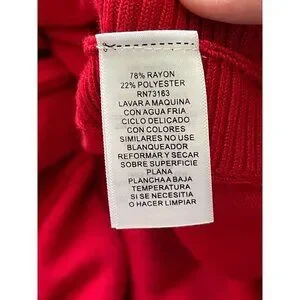 78% RAYON
22% POLYESTER
RN73163
LAVAR A MAQUINA
CON AGUA FRIA
CICLO DELICADO
CON COLORES
SIMILARES NO USE
BLANQUEADOR
REFORMAR Y SECAR
SOBRE SUPERFICIE
PLANA
PLANCHA A BAJA
TEMPERATURA
SI SE NECESITA
O HACER LIMPIAR